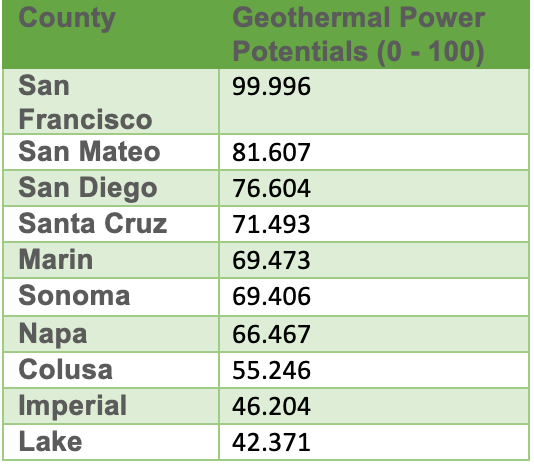 County Geothermal Power
Potentials (0 - 100)
San 99.996
Francisco
San Mateo 81.607
San Diego 76.604
Santa Cruz 71.493
Marin 69.473
Sonoma 69.406
Napa 66.467
Colusa 55.246
Imperial 46.204
Lake 42.371